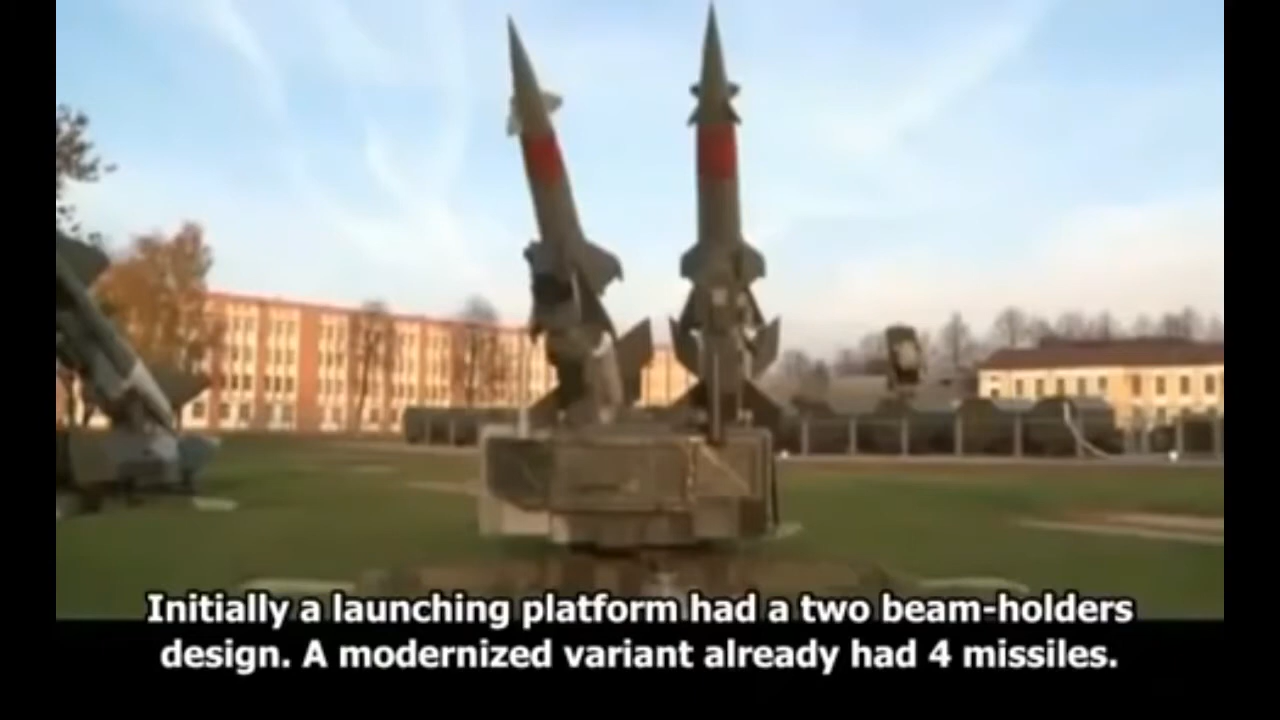 Initially a launching platform had a two beam-holders
design. A modernized variant already had 4 missiles.